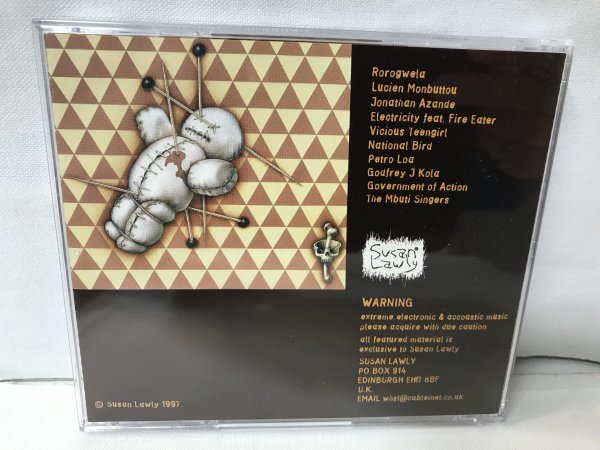 Rorogwela
Lucien Monbuttou
Jonathan Azande
Electricity feat. Fire Eater
Vicious Teengirl
National Bird
Petro Loa
Godfrey J Kola
Government of Action
The Mbuti Singers
Susan
Lawly
WARNING
extreme electronic & accoustic music
please acquire with due caution
all featured material is
exclusive to Susan Lawly
SUSAN LAWLY
PO BOX 914
EDINBURGH EH17 8BF
U.K.
EMAIL whst@cableinet.co.uk
© Susan Lawly 1997